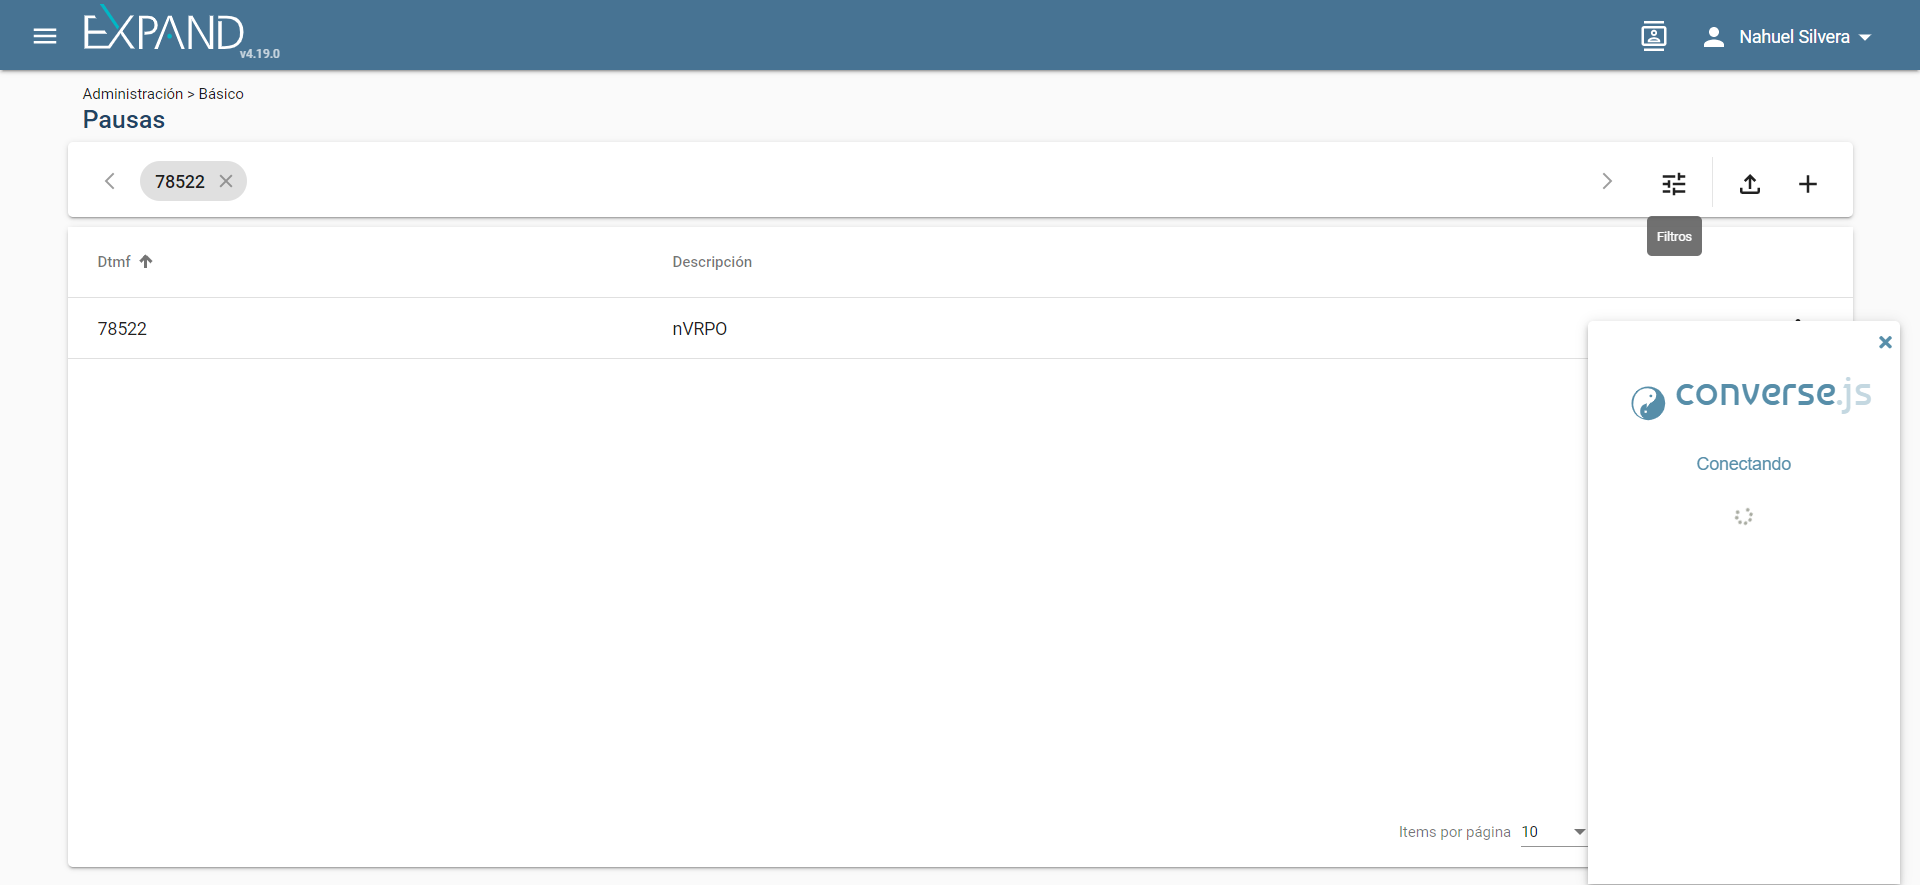 EXPAND
v4.19.0
Nahuel Silvera
Administración > Básico
Pausas
78522
Filtros
Dtmf
Descripción
78522
nVRPO
converse.js
Conectando
Items por página 10